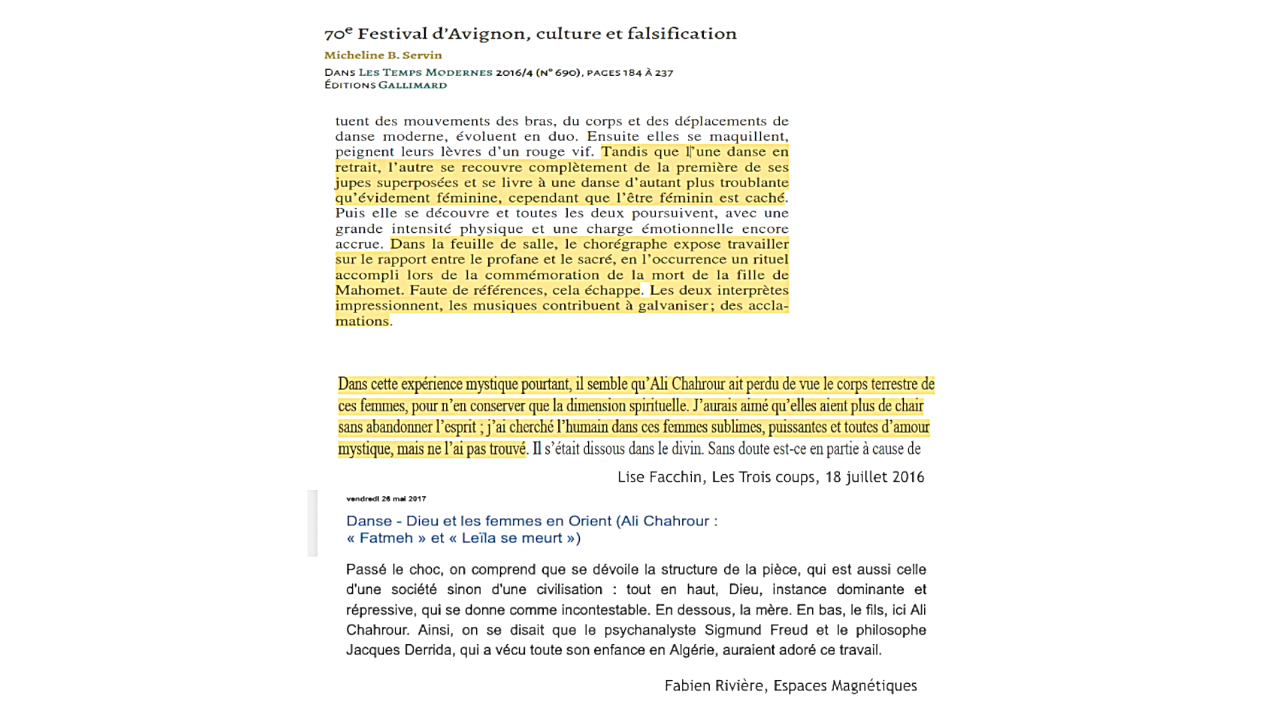 70e Festival d'Avignon, culture et falsification
Micheline B. Servin
Dans Les Temps Modernes 2016/4 (N° 690), pages 184 à 237
Éditions Gallimard
tuent des mouvements des bras, du corps et des déplacements de
danse moderne, évoluent en duo. Ensuite elles se maquillent,
peignent leurs lèvres d'un rouge vif. Tandis que l'une danse en
retrait, l'autre se recouvre complètement de la première de ses
jupes superposées et se livre à une danse d'autant plus troublante
qu'évidement féminine, cependant que l'être féminin est caché.
Puis elle se découvre et toutes les deux poursuivent, avec une
grande intensité physique et une charge émotionnelle encore
accrue. Dans la feuille de salle, le chorégraphe expose travailler
sur le rapport entre le profane et le sacré, en l'occurrence un rituel
accompli lors de la commémoration de la mort de la fille de
Mahomet. Faute de références, cela échappe. Les deux interprètes
impressionnent, les musiques contribuent à galvaniser ; des accla-
mations.
Dans cette expérience mystique pourtant, il semble qu'Ali Chahrour ait perdu de vue le corps terrestre de
ces femmes, pour n'en conserver que la dimension spirituelle. J'aurais aimé qu'elles aient plus de chair
sans abandonner l'esprit ; j'ai cherché l'humain dans ces femmes sublimes, puissantes et toutes d'amour
mystique, mais ne l'ai pas trouvé. Il s'était dissous dans le divin. Sans doute est-ce en partie à cause de
Lise Facchin, Les Trois coups, 18 juillet 2016
vendredi 26 mai 2017
Danse - Dieu et les femmes en Orient (Ali Chahrour :
« Fatmeh » et « Leïla se meurt »)
Passé le choc, on comprend que se dévoile la structure de la pièce, qui est aussi celle
d'une société sinon d'une civilisation : tout en haut, Dieu, instance dominante et
répressive, qui se donne comme incontestable. En dessous, la mère. En bas, le fils, ici Ali
Chahrour. Ainsi, on se disait que le psychanalyste Sigmund Freud et le philosophe
Jacques Derrida, qui a vécu toute son enfance en Algérie, auraient adoré ce travail.
Fabien Rivière, Espaces Magnétiques